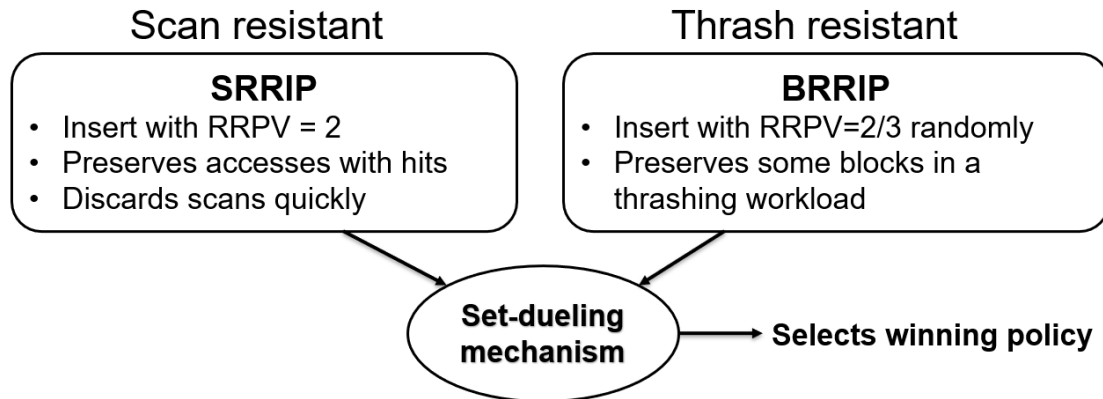 Scan resistant
SRRIP
• Insert with RRPV = 2
• Preserves accesses with hits
• Discards scans quickly
Thrash resistant
BRRIP
• Insert with RRPV=2/3 randomly
• Preserves some blocks in a
thrashing workload
Set-dueling
mechanism
Selects winning policy